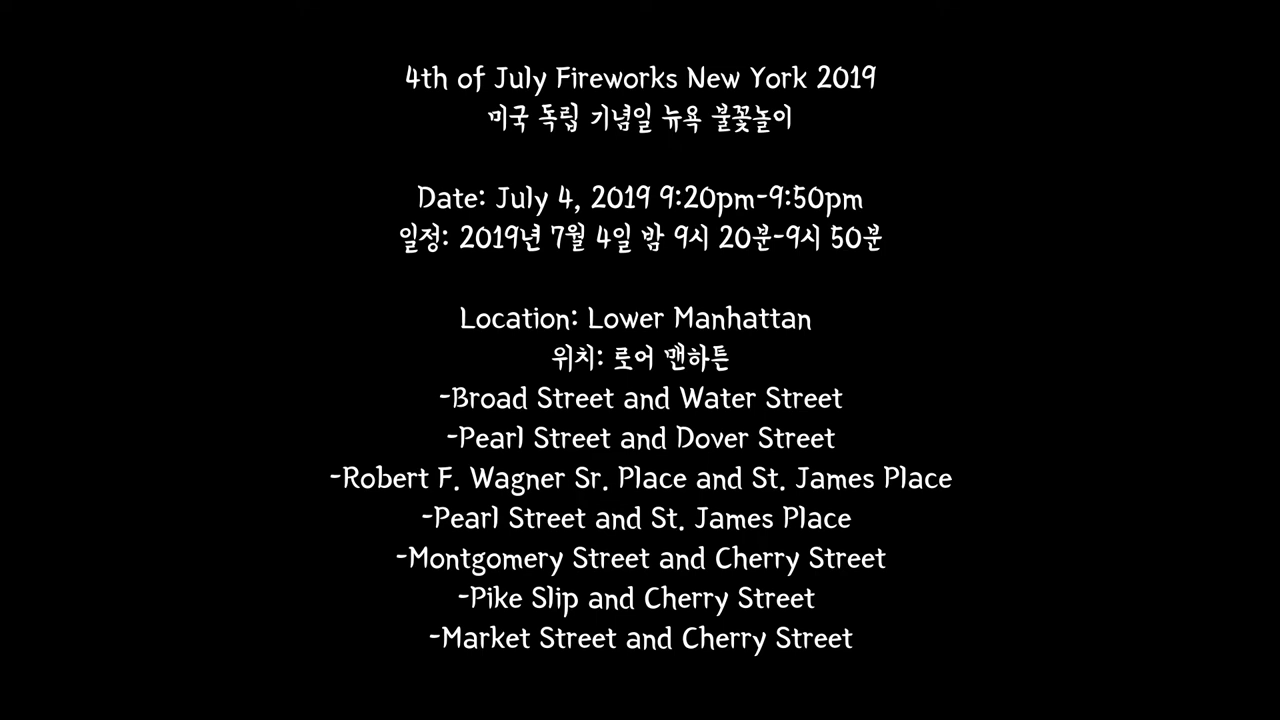 4th of July Fireworks New York 2019
미국 독립 기념일 뉴욕 불꽃놀이
Date: July 4, 2019 9:20pm-9:50pm
일정: 2019년 7월 4일 밤 9시 20분-9시 50분
Location: Lower Manhattan
위치: 로어 맨하튼
-Broad Street and Water Street
-Pearl Street and Dover Street
-Robert F. Wagner Sr. Place and St. James Place
-Pearl Street and St. James Place
-Montgomery Street and Cherry Street
-Pike Slip and Cherry Street
-Market Street and Cherry Street